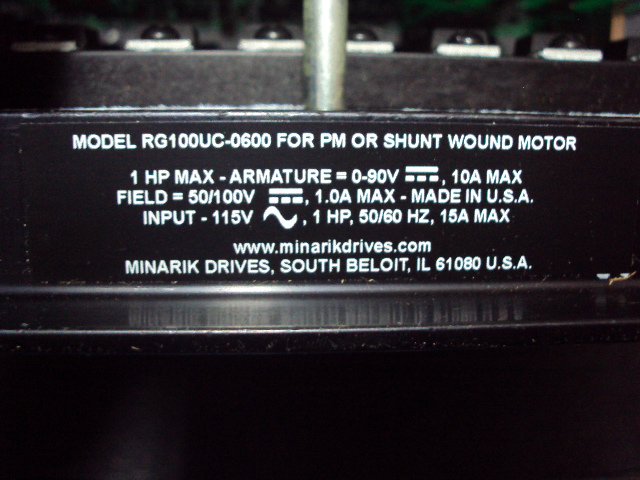 MODEL RG100UC-0600 FOR PM OR SHUNT WOUND MOTOR
1 HP MAX - ARMATURE = 0-90V ⎓, 10A MAX
FIELD = 50/100V ⎓, 1.0A MAX - MADE IN U.S.A.
INPUT - 115V ∿, 1 HP, 50/60 HZ, 15A MAX
www.minarikdrives.com
MINARIK DRIVES, SOUTH BELOIT, IL 61080 U.S.A.